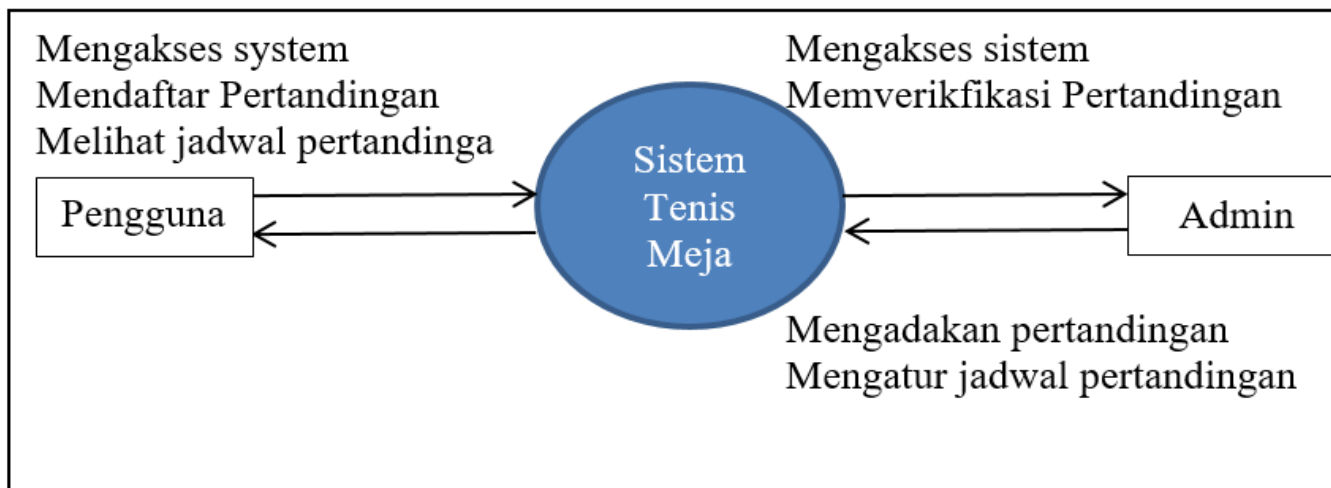 Mengakses system
Mendaftar Pertandingan
Melihat jadwal pertandinga
Pengguna
Sistem
Tenis
Meja
Mengakses sistem
Memverikfikasi Pertandingan
Admin
Mengadakan pertandingan
Mengatur jadwal pertandingan